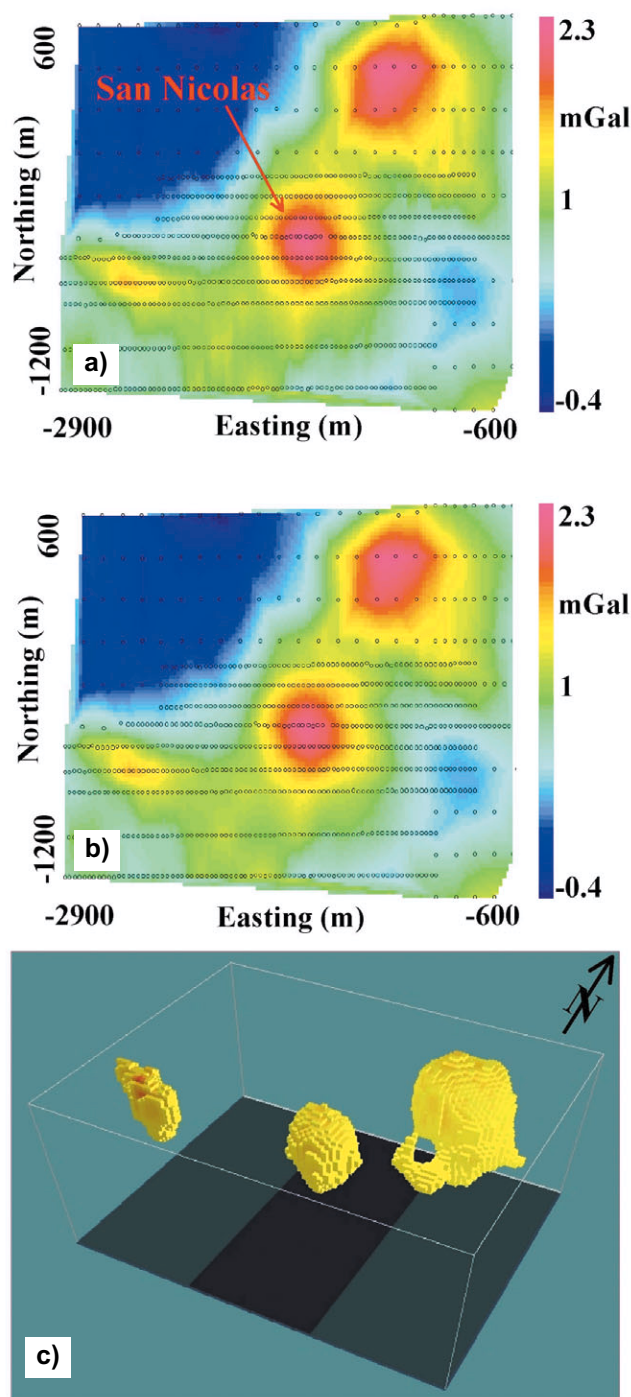 600
2.3
San Nicolas
mGal
Northing (m)
1
-1200
a)
-0.4
-2900
Easting (m)
-600
600
2.3
mGal
Northing (m)
1
-1200
b)
-0.4
-2900
Easting (m)
-600
N
c)